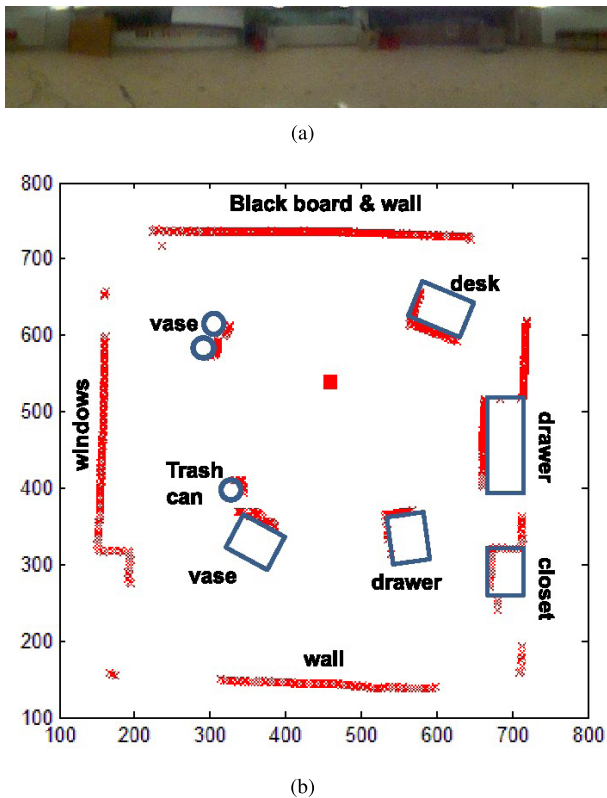 (a)
800
Black board & wall
700
desk
vase
600
500
windows
drawer
Trash
can
400
300
vase
drawer
closet
200
wall
100
100 200 300 400 500 600 700 800
(b)